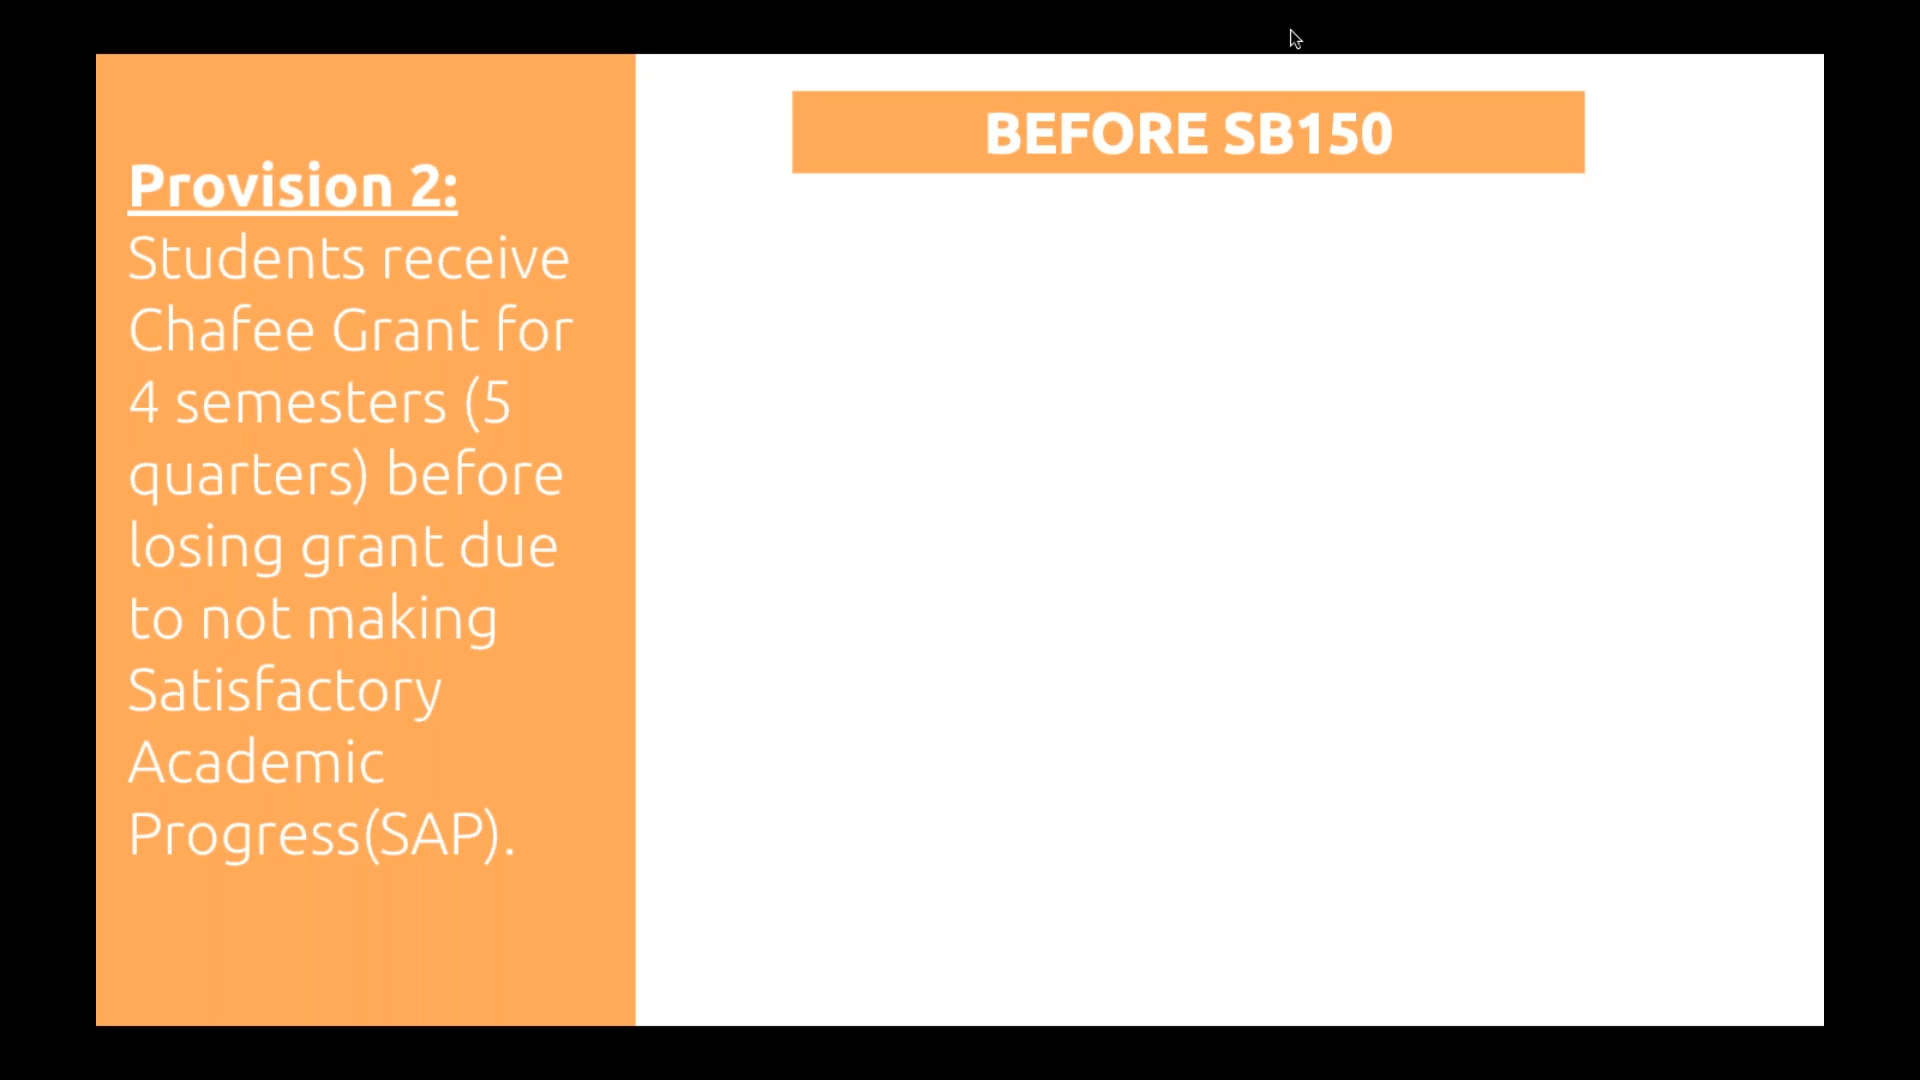 Provision 2:
Students receive
Chafee Grant for
4 semesters (5
quarters) before
losing grant due
to not making
Satisfactory
Academic
Progress(SAP).
BEFORE SB150